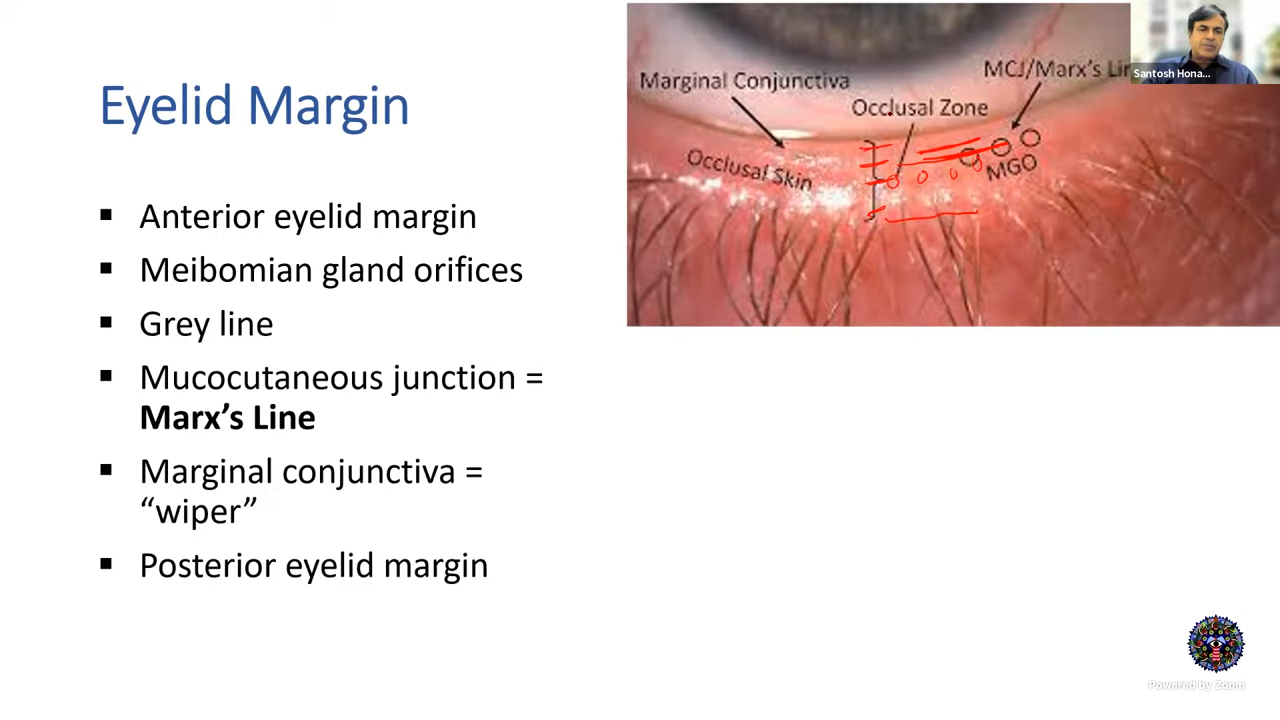 Eyelid Margin
▪ Anterior eyelid margin
▪ Meibomian gland orifices
▪ Grey line
▪ Mucocutaneous junction =
Marx’s Line
▪ Marginal conjunctiva =
“wiper”
▪ Posterior eyelid margin
Marginal Conjunctiva
MCJ/Marx's Lin
Occlusal Zone
Occlusal Skin
MGO
Santosh Hona...
Powered by Zoom